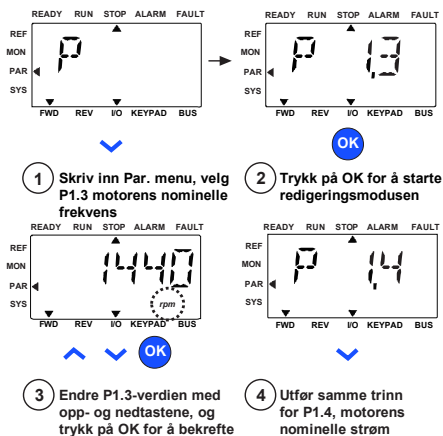 READY RUN STOP ALARM FAULT
REF
MON
PAR
SYS
P
FWD REV I/O KEYPAD BUS
READY RUN STOP ALARM FAULT
REF
MON
PAR
SYS
P 1,3
FWD REV I/O KEYPAD BUS
OK
1 Skriv inn Par. menu, velg
P1.3 motorens nominelle
frekvens
2 Trykk på OK for å starte
redigeringsmodusen
READY RUN STOP ALARM FAULT
REF
MON
PAR
SYS
1440
rpm
FWD REV I/O KEYPAD BUS
OK
READY RUN STOP ALARM FAULT
REF
MON
PAR
SYS
P 1,4
FWD REV I/O KEYPAD BUS
3 Endre P1.3-verdien med
opp- og nedtastene, og
trykk på OK for å bekrefte
4 Utfør samme trinn
for P1.4, motorens
nominelle strøm